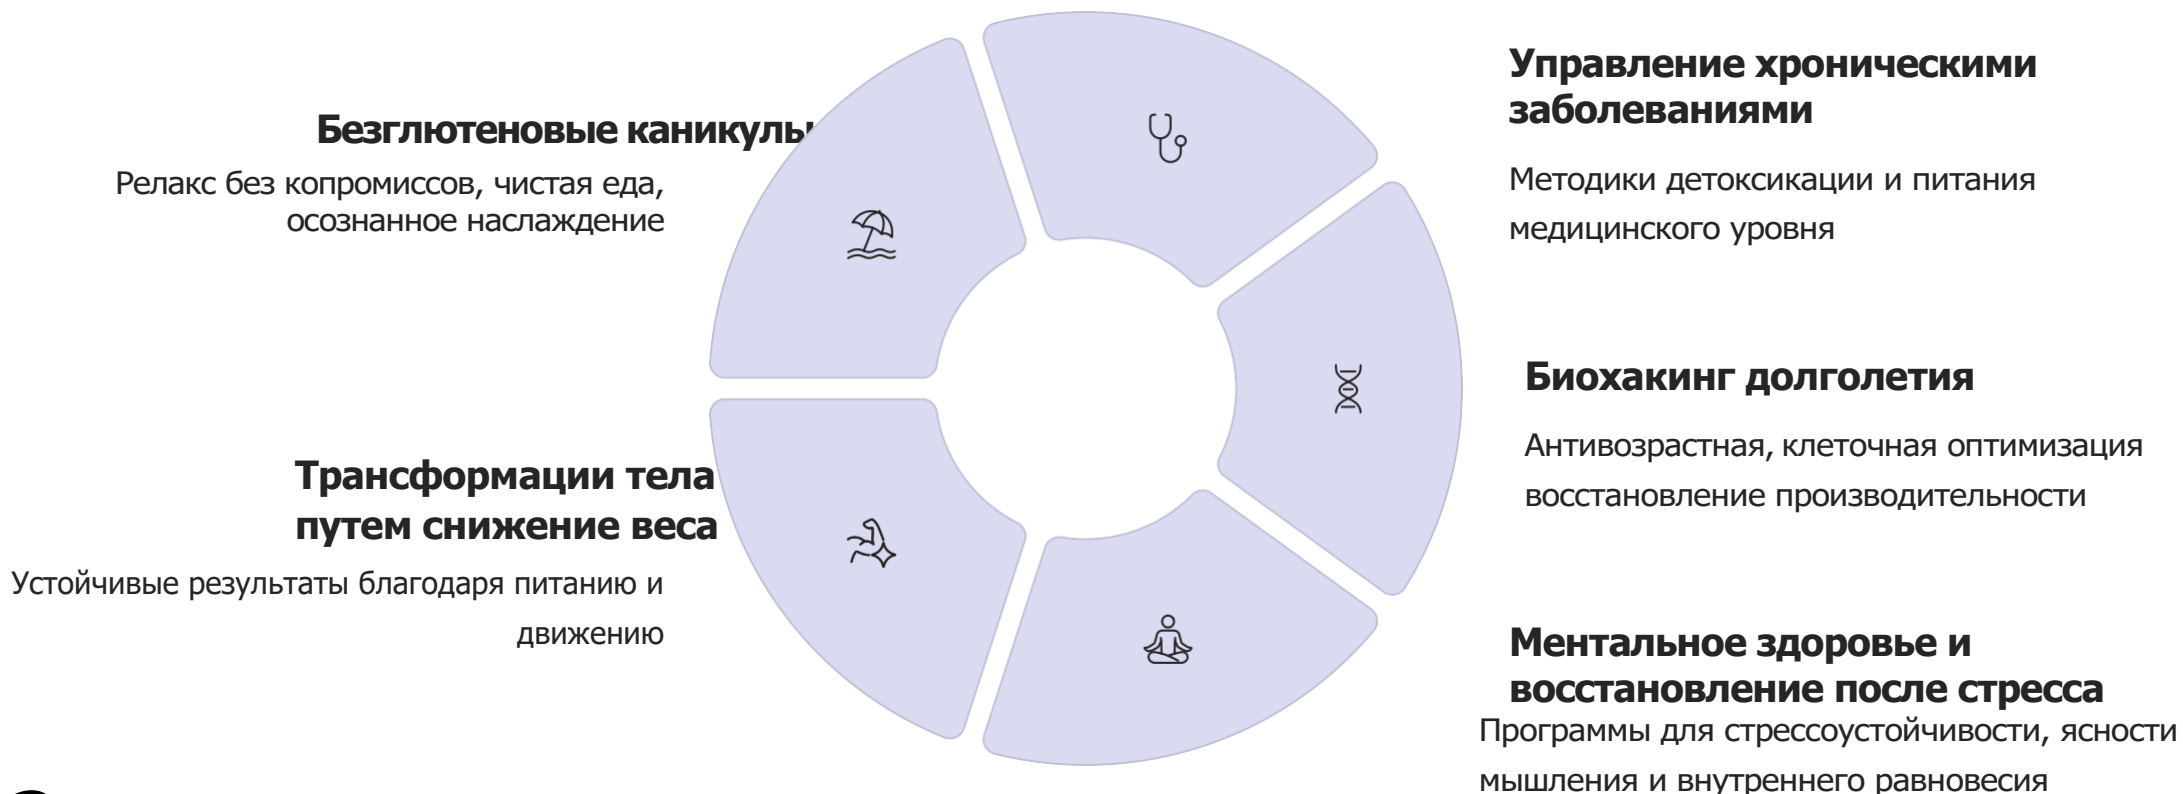 Безглютеновые каникулы
Релакс без копромиссов, чистая еда,
осознанное наслаждение
Трансформации тела
путем снижение веса
Устойчивые результаты благодаря питанию и
движению
Управление хроническими
заболеваниями
Методики детоксикации и питания
медицинского уровня
Биохакинг долголетия
Антивозрастная, клеточная оптимизация
восстановление производительности
Ментальное здоровье и
восстановление после стресса
Программы для стрессоустойчивости, ясности
мышления и внутреннего равновесия